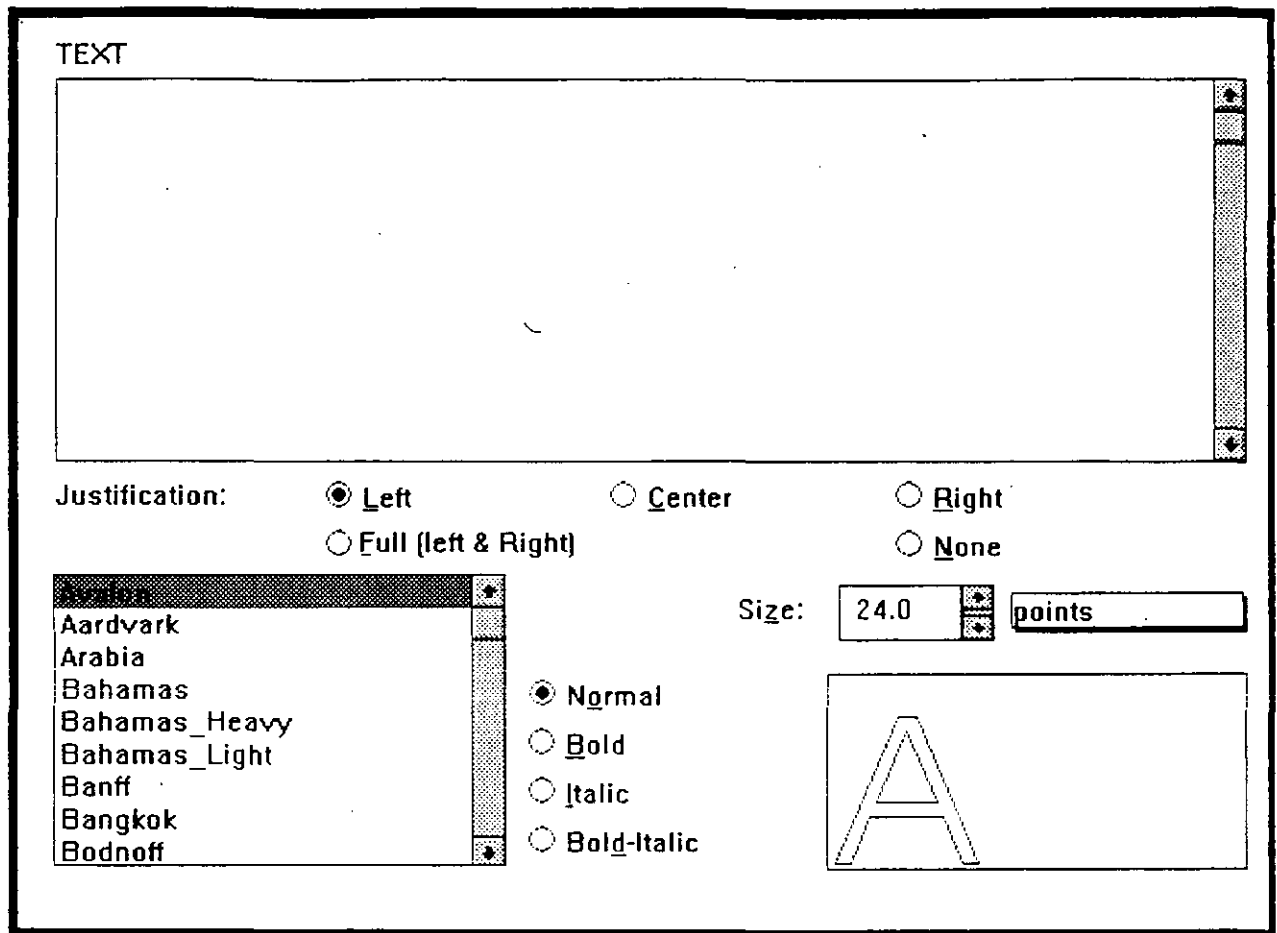 TEXT
Justification: Left Center Right
Full (left & Right) None
Avalon
Aardvark
Arabia
Bahamas
Bahamas_Heavy
Bahamas_Light
Banff
Bangkok
Bodnoff
Normal
Bold
Italic
Bold-Italic
Size: 24.0 points
A